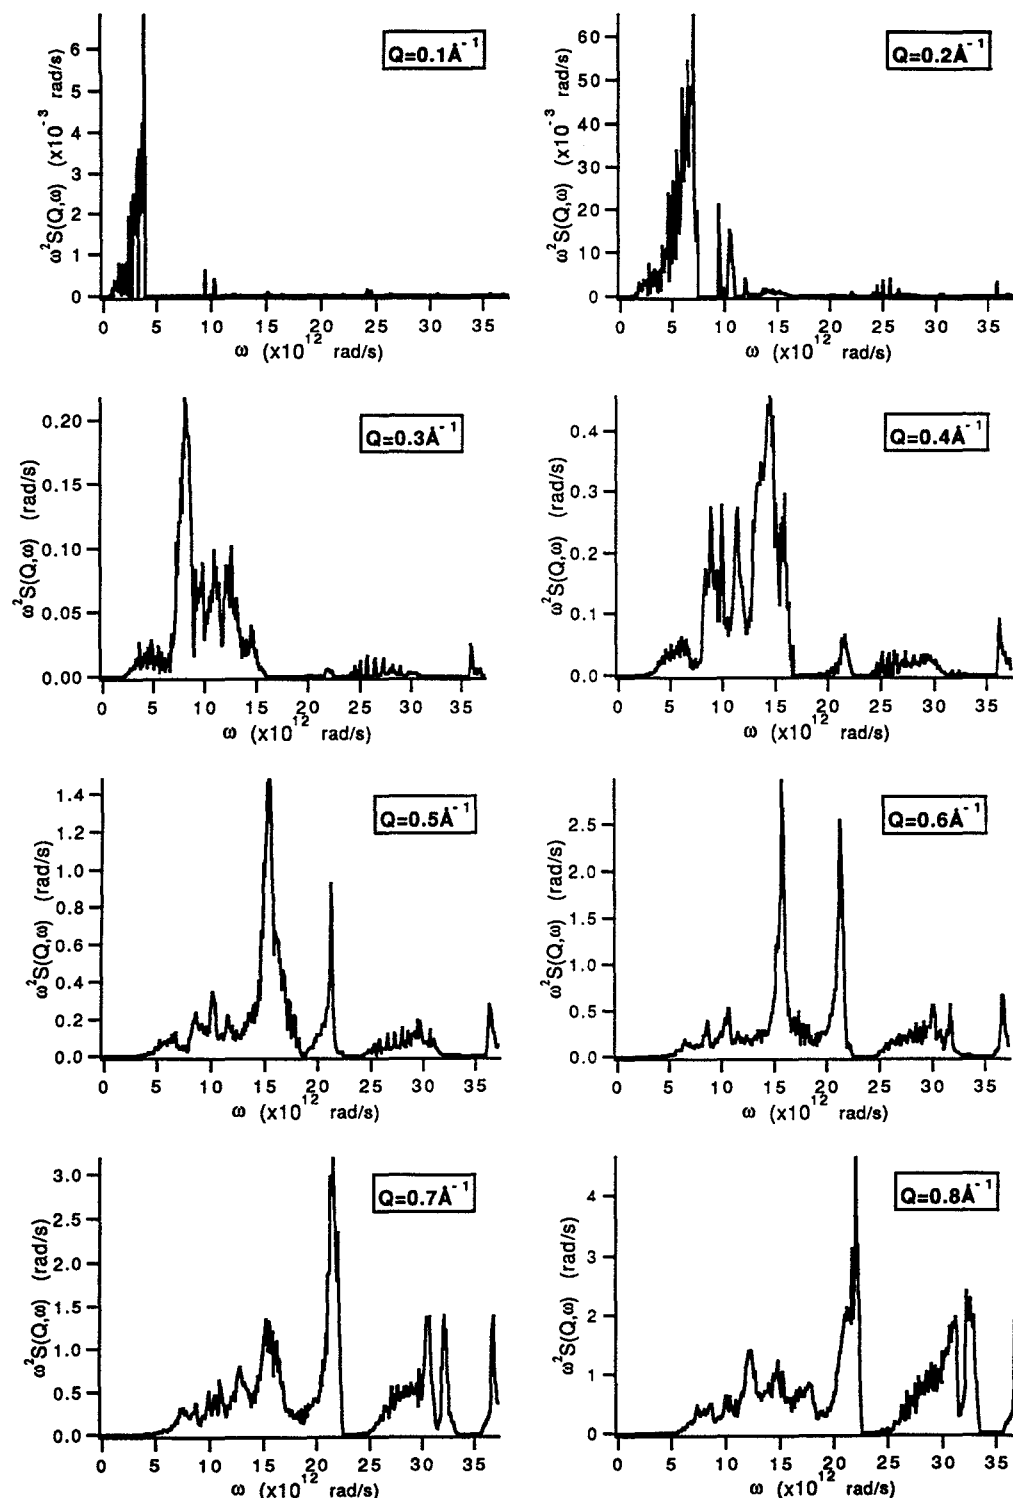 Q=0.1Å⁻¹
ω²S(Q,ω) (x10⁻³ rad/s)
6
5
4
3
2
1
0
0 5 10 15 20 25 30 35
ω (x10¹² rad/s)
Q=0.2Å⁻¹
ω²S(Q,ω) (x10⁻³ rad/s)
60
50
40
30
20
10
0
0 5 10 15 20 25 30 35
ω (x10¹² rad/s)
Q=0.3Å⁻¹
ω²S(Q,ω) (rad/s)
0.20
0.15
0.10
0.05
0.00
0 5 10 15 20 25 30 35
ω (x10¹² rad/s)
Q=0.4Å⁻¹
ω²S(Q,ω) (rad/s)
0.4
0.3
0.2
0.1
0.0
0 5 10 15 20 25 30 35
ω (x10¹² rad/s)
Q=0.5Å⁻¹
ω²S(Q,ω) (rad/s)
1.4
1.2
1.0
0.8
0.6
0.4
0.2
0.0
0 5 10 15 20 25 30 35
ω (x10¹² rad/s)
Q=0.6Å⁻¹
ω²S(Q,ω) (rad/s)
2.5
2.0
1.5
1.0
0.5
0.0
0 5 10 15 20 25 30 35
ω (x10¹² rad/s)
Q=0.7Å⁻¹
ω²S(Q,ω) (rad/s)
3.0
2.5
2.0
1.5
1.0
0.5
0.0
0 5 10 15 20 25 30 35
ω (x10¹² rad/s)
Q=0.8Å⁻¹
ω²S(Q,ω) (rad/s)
4
3
2
1
0
0 5 10 15 20 25 30 35
ω (x10¹² rad/s)